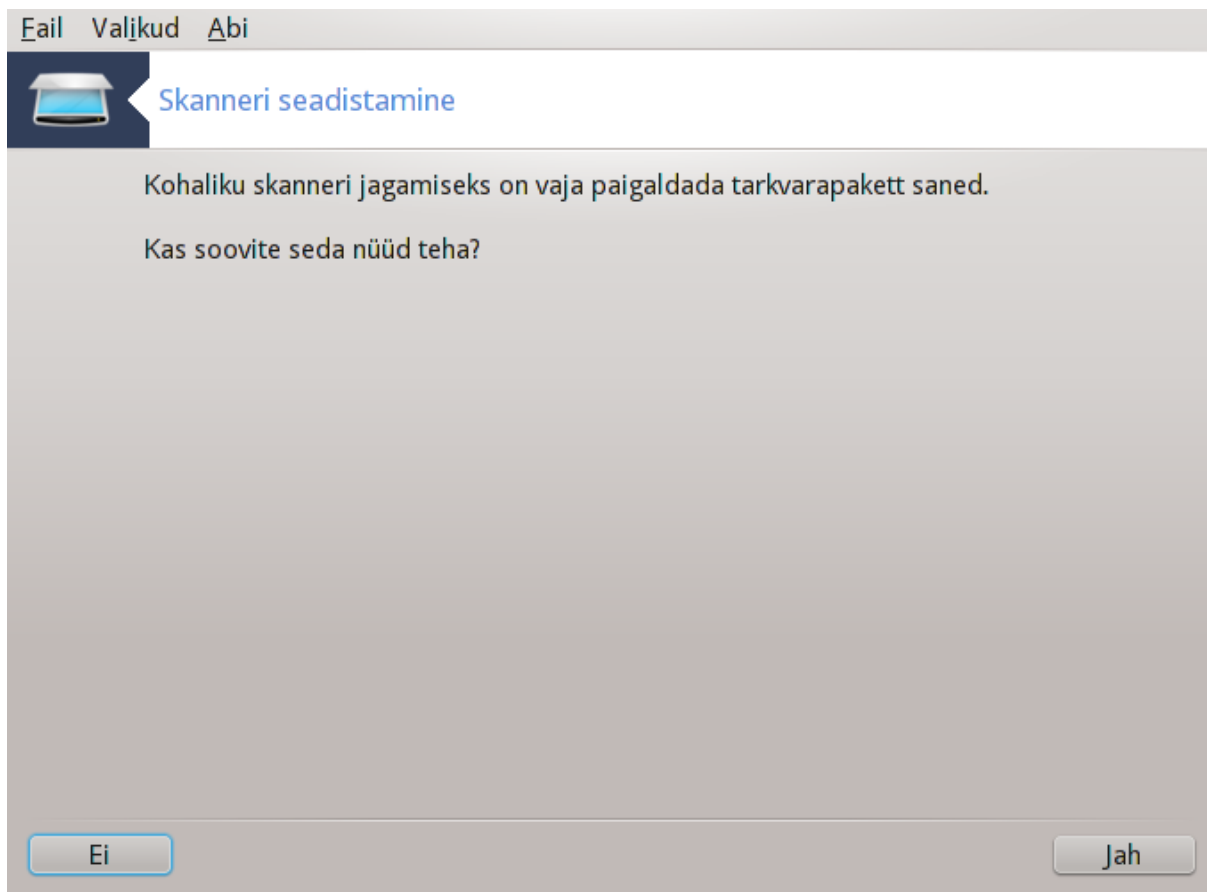 Fail Valikud Abi
Skanneri seadistamine
Kohaliku skanneri jagamiseks on vaja paigaldada tarkvarapakett saned.
Kas soovite seda nüüd teha?
Ei Jah